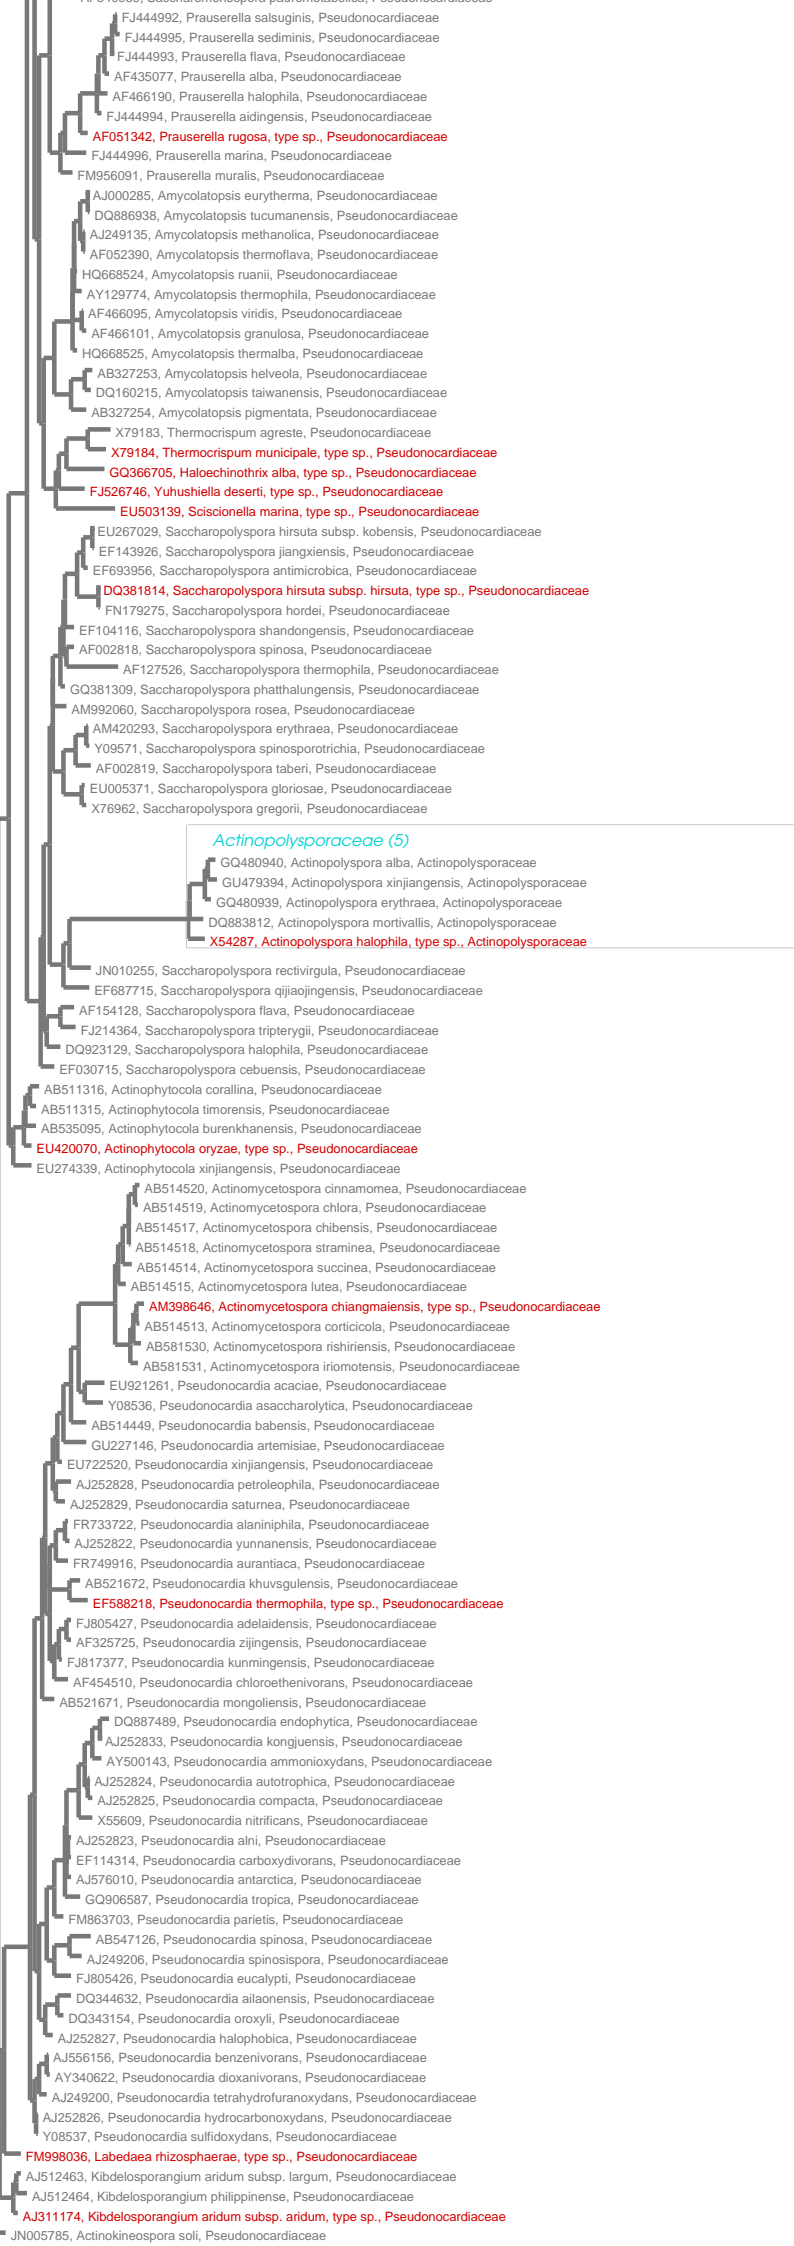 FJ444992, Prauserella salsuginis, Pseudonocardiaceae
FJ444995, Prauserella sediminis, Pseudonocardiaceae
FJ444993, Prauserella flava, Pseudonocardiaceae
AF435077, Prauserella alba, Pseudonocardiaceae
AF466190, Prauserella halophila, Pseudonocardiaceae
FJ444994, Prauserella aidingensis, Pseudonocardiaceae
AF051342, Prauserella rugosa, type sp., Pseudonocardiaceae
FJ444996, Prauserella marina, Pseudonocardiaceae
FM956091, Prauserella muralis, Pseudonocardiaceae
AJ000285, Amycolatopsis eurytherma, Pseudonocardiaceae
DQ886938, Amycolatopsis tucumanensis, Pseudonocardiaceae
AJ249135, Amycolatopsis methanolica, Pseudonocardiaceae
AF052390, Amycolatopsis thermoflava, Pseudonocardiaceae
HQ668524, Amycolatopsis ruanii, Pseudonocardiaceae
AY129774, Amycolatopsis thermophila, Pseudonocardiaceae
AF466095, Amycolatopsis viridis, Pseudonocardiaceae
AF466101, Amycolatopsis granulosa, Pseudonocardiaceae
HQ668525, Amycolatopsis thermalba, Pseudonocardiaceae
AB327253, Amycolatopsis helveola, Pseudonocardiaceae
DQ160215, Amycolatopsis taiwanensis, Pseudonocardiaceae
AB327254, Amycolatopsis pigmentata, Pseudonocardiaceae
X79183, Thermocrispum agreste, Pseudonocardiaceae
X79184, Thermocrispum municipale, type sp., Pseudonocardiaceae
GQ366705, Haloechinothrix alba, type sp., Pseudonocardiaceae
FJ526746, Yuhushiella deserti, type sp., Pseudonocardiaceae
EU503139, Sciscionella marina, type sp., Pseudonocardiaceae
EU267029, Saccharopolyspora hirsuta subsp. kobensis, Pseudonocardiaceae
EF143926, Saccharopolyspora jiangxiensis, Pseudonocardiaceae
EF693956, Saccharopolyspora antimicrobica, Pseudonocardiaceae
DQ381814, Saccharopolyspora hirsuta subsp. hirsuta, type sp., Pseudonocardiaceae
FN179275, Saccharopolyspora hordei, Pseudonocardiaceae
EF104116, Saccharopolyspora shandongensis, Pseudonocardiaceae
AF002818, Saccharopolyspora spinosa, Pseudonocardiaceae
AF127526, Saccharopolyspora thermophila, Pseudonocardiaceae
GQ381309, Saccharopolyspora phatthalungensis, Pseudonocardiaceae
AM992060, Saccharopolyspora rosea, Pseudonocardiaceae
AM420293, Saccharopolyspora erythraea, Pseudonocardiaceae
Y09571, Saccharopolyspora spinosporotrichia, Pseudonocardiaceae
AF002819, Saccharopolyspora taberi, Pseudonocardiaceae
EU005371, Saccharopolyspora gloriosae, Pseudonocardiaceae
X76962, Saccharopolyspora gregorii, Pseudonocardiaceae
Actinopolysporaceae (5)
GQ480940, Actinopolyspora alba, Actinopolysporaceae
GU479394, Actinopolyspora xinjiangensis, Actinopolysporaceae
GQ480939, Actinopolyspora erythraea, Actinopolysporaceae
DQ883812, Actinopolyspora mortivallis, Actinopolysporaceae
X54287, Actinopolyspora halophila, type sp., Actinopolysporaceae
JN010255, Saccharopolyspora rectivirgula, Pseudonocardiaceae
EF687715, Saccharopolyspora qijiaojingensis, Pseudonocardiaceae
AF154128, Saccharopolyspora flava, Pseudonocardiaceae
FJ214364, Saccharopolyspora tripterygii, Pseudonocardiaceae
DQ923129, Saccharopolyspora halophila, Pseudonocardiaceae
EF030715, Saccharopolyspora cebuensis, Pseudonocardiaceae
AB511316, Actinophytocola corallina, Pseudonocardiaceae
AB511315, Actinophytocola timorensis, Pseudonocardiaceae
AB535095, Actinophytocola burenkhanensis, Pseudonocardiaceae
EU420070, Actinophytocola oryzae, type sp., Pseudonocardiaceae
EU274339, Actinophytocola xinjiangensis, Pseudonocardiaceae
AB514520, Actinomycetospora cinnamomea, Pseudonocardiaceae
AB514519, Actinomycetospora chlora, Pseudonocardiaceae
AB514517, Actinomycetospora chibensis, Pseudonocardiaceae
AB514518, Actinomycetospora straminea, Pseudonocardiaceae
AB514514, Actinomycetospora succinea, Pseudonocardiaceae
AB514515, Actinomycetospora lutea, Pseudonocardiaceae
AM398646, Actinomycetospora chiangmaiensis, type sp., Pseudonocardiaceae
AB514513, Actinomycetospora corticicola, Pseudonocardiaceae
AB581530, Actinomycetospora rishiriensis, Pseudonocardiaceae
AB581531, Actinomycetospora iriomotensis, Pseudonocardiaceae
EU921261, Pseudonocardia acaciae, Pseudonocardiaceae
Y08536, Pseudonocardia asaccharolytica, Pseudonocardiaceae
AB514449, Pseudonocardia babensis, Pseudonocardiaceae
GU227146, Pseudonocardia artemisiae, Pseudonocardiaceae
EU722520, Pseudonocardia xinjiangensis, Pseudonocardiaceae
AJ252828, Pseudonocardia petroleophila, Pseudonocardiaceae
AJ252829, Pseudonocardia saturnea, Pseudonocardiaceae
FR733722, Pseudonocardia alaniniphila, Pseudonocardiaceae
AJ252822, Pseudonocardia yunnanensis, Pseudonocardiaceae
FR749916, Pseudonocardia aurantiaca, Pseudonocardiaceae
AB521672, Pseudonocardia khuvsgulensis, Pseudonocardiaceae
EF588218, Pseudonocardia thermophila, type sp., Pseudonocardiaceae
FJ805427, Pseudonocardia adelaidensis, Pseudonocardiaceae
AF325725, Pseudonocardia zijingensis, Pseudonocardiaceae
FJ817377, Pseudonocardia kunmingensis, Pseudonocardiaceae
AF454510, Pseudonocardia chloroethenivorans, Pseudonocardiaceae
AB521671, Pseudonocardia mongoliensis, Pseudonocardiaceae
DQ887489, Pseudonocardia endophytica, Pseudonocardiaceae
AJ252833, Pseudonocardia kongjuensis, Pseudonocardiaceae
AY500143, Pseudonocardia ammonioxydans, Pseudonocardiaceae
AJ252824, Pseudonocardia autotrophica, Pseudonocardiaceae
AJ252825, Pseudonocardia compacta, Pseudonocardiaceae
X55609, Pseudonocardia nitrificans, Pseudonocardiaceae
AJ252823, Pseudonocardia alni, Pseudonocardiaceae
EF114314, Pseudonocardia carboxydivorans, Pseudonocardiaceae
AJ576010, Pseudonocardia antarctica, Pseudonocardiaceae
GQ906587, Pseudonocardia tropica, Pseudonocardiaceae
FM863703, Pseudonocardia parietis, Pseudonocardiaceae
AB547126, Pseudonocardia spinosa, Pseudonocardiaceae
AJ249206, Pseudonocardia spinosispora, Pseudonocardiaceae
FJ805426, Pseudonocardia eucalypti, Pseudonocardiaceae
DQ344632, Pseudonocardia ailaonensis, Pseudonocardiaceae
DQ343154, Pseudonocardia oroxyli, Pseudonocardiaceae
AJ252827, Pseudonocardia halophobica, Pseudonocardiaceae
AJ556156, Pseudonocardia benzenivorans, Pseudonocardiaceae
AY340622, Pseudonocardia dioxanivorans, Pseudonocardiaceae
AJ249200, Pseudonocardia tetrahydrofuranoxydans, Pseudonocardiaceae
AJ252826, Pseudonocardia hydrocarbonoxydans, Pseudonocardiaceae
Y08537, Pseudonocardia sulfidoxydans, Pseudonocardiaceae
FM998036, Labedaea rhizosphaerae, type sp., Pseudonocardiaceae
AJ512463, Kibdelosporangium aridum subsp. largum, Pseudonocardiaceae
AJ512464, Kibdelosporangium philippinense, Pseudonocardiaceae
AJ311174, Kibdelosporangium aridum subsp. aridum, type sp., Pseudonocardiaceae
JN005785, Actinokineospora soli, Pseudonocardiaceae